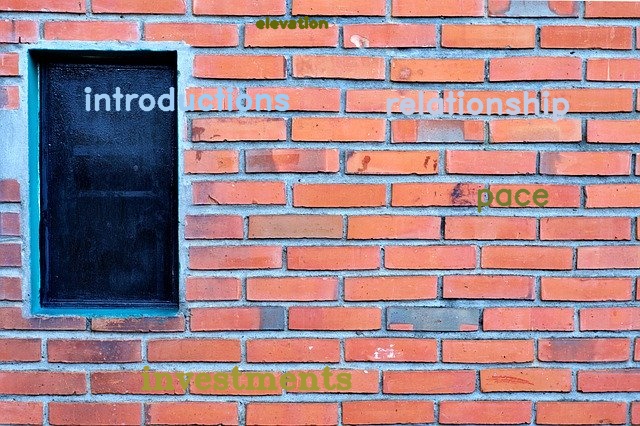 elevation
introductions
relationship
pace
investments